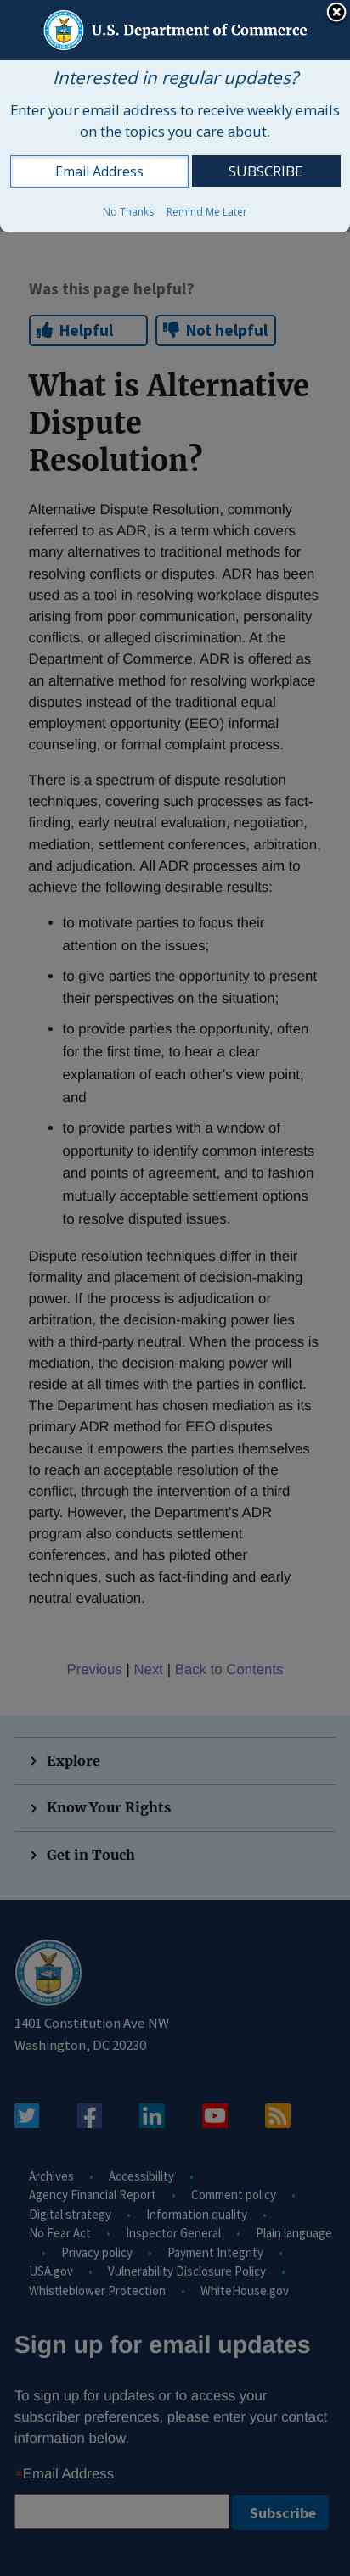 U.S. Department of Commerce
Interested in regular updates?
Enter your email address to receive weekly emails
on the topics you care about.
Email Address SUBSCRIBE
No Thanks Remind Me Later
Was this page helpful?
Helpful Not helpful
What is Alternative
Dispute
Resolution?
Alternative Dispute Resolution, commonly
referred to as ADR, is a term which covers
many alternatives to traditional methods for
resolving conflicts or disputes. ADR has been
used as a tool in resolving workplace disputes
arising from poor communication, personality
conflicts, or alleged discrimination. At the
Department of Commerce, ADR is offered as
an alternative method for resolving workplace
disputes instead of the traditional equal
employment opportunity (EEO) informal
counseling, or formal complaint process.
There is a spectrum of dispute resolution
techniques, covering such processes as fact-
finding, early neutral evaluation, negotiation,
mediation, settlement conferences, arbitration,
and adjudication. All ADR processes aim to
achieve the following desirable results:
• to motivate parties to focus their
attention on the issues;
• to give parties the opportunity to present
their perspectives on the situation;
• to provide parties the opportunity, often
for the first time, to hear a clear
explanation of each other's view point;
and
• to provide parties with a window of
opportunity to identify common interests
and points of agreement, and to fashion
mutually acceptable settlement options
to resolve workplace issues.
Dispute resolution techniques differ in their
formality and placement of decision-making
power. If the process is adjudication or
arbitration, the decision-making power lies
with a third-party neutral. When the process is
mediation, the decision-making power will
reside at all times with the parties in conflict.
The Department has chosen mediation as its
primary ADR method for EEO disputes
because it empowers the parties themselves
to reach an acceptable resolution of the
conflict, through the intervention of a third
party. However, the Department's ADR
program also conducts settlement
conferences, and has piloted other
techniques, such as fact-finding and early
neutral evaluation.
Previous | Next | Back to Contents
Explore
Know Your Rights
Get in Touch
1401 Constitution Ave NW
Washington, DC 20230
Archives • Accessibility •
Agency Financial Report • Comment policy •
Digital strategy • Information quality •
No Fear Act • Inspector General • Plain language
• Privacy policy • Payment Integrity •
USA.gov • Vulnerability Disclosure Policy •
Whistleblower Protection • WhiteHouse.gov
Sign up for email updates
To sign up for updates or to access your
subscriber preferences, please enter your contact
information below.
*Email Address
Subscribe